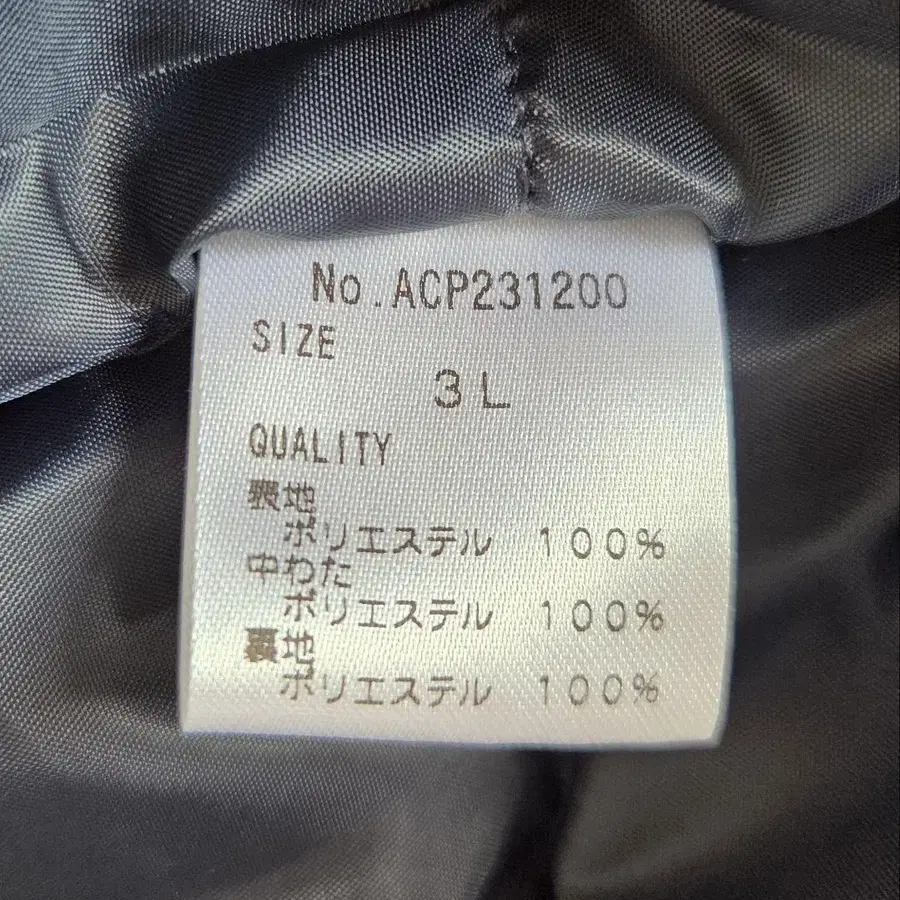 No.ACP231200
SIZE
3L
QUALITY
表地
ポリエステル 100%
中わた
ポリエステル 100%
裏地
ポリエステル 100%